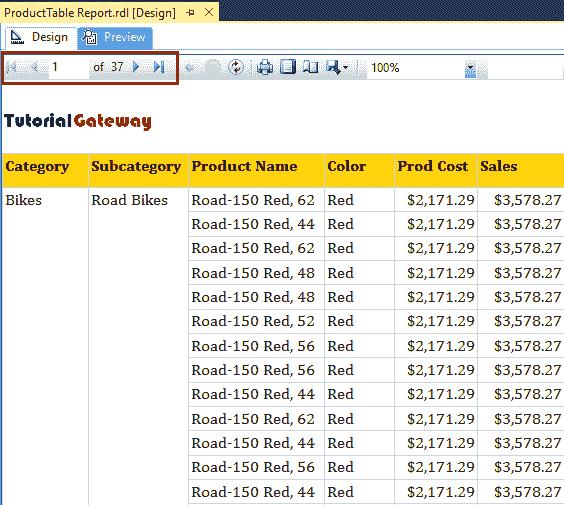 ProductTable Report.rdl [Design]
Design Preview
1 of 37 100%
TutorialGateway
Category Subcategory Product Name Color Prod Cost Sales
Bikes Road Bikes Road-150 Red, 62 Red $2,171.29 $3,578.27
Road-150 Red, 44 Red $2,171.29 $3,578.27
Road-150 Red, 62 Red $2,171.29 $3,578.27
Road-150 Red, 48 Red $2,171.29 $3,578.27
Road-150 Red, 48 Red $2,171.29 $3,578.27
Road-150 Red, 52 Red $2,171.29 $3,578.27
Road-150 Red, 56 Red $2,171.29 $3,578.27
Road-150 Red, 56 Red $2,171.29 $3,578.27
Road-150 Red, 44 Red $2,171.29 $3,578.27
Road-150 Red, 62 Red $2,171.29 $3,578.27
Road-150 Red, 44 Red $2,171.29 $3,578.27
Road-150 Red, 56 Red $2,171.29 $3,578.27
Road-150 Red, 44 Red $2,171.29 $3,578.27